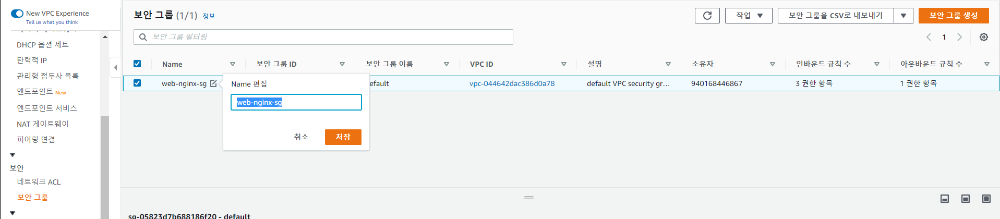 New VPC Experience
Tell us what you think
DHCP 옵션 세트
탄력적 IP
관리형 접두사 목록
엔드포인트 New
엔드포인트 서비스
NAT 게이트웨이
피어링 연결
보안
네트워크 ACL
보안 그룹
보안 그룹 (1/1) 정보
작업
보안 그룹을 CSV로 내보내기
보안 그룹 생성
보안 그룹 필터링
1
Name 보안 그룹 ID 보안 그룹 이름 VPC ID 설명 소유자 인바운드 규칙 수 아웃바운드 규칙 수
web-nginx-sg vpc-044642dac386d0a78 default VPC security gr... 940168446867 3 권한 항목 1 권한 항목
Name 편집
web-nginx-sg
취소 저장
sg-05823d7b688186f20 - default